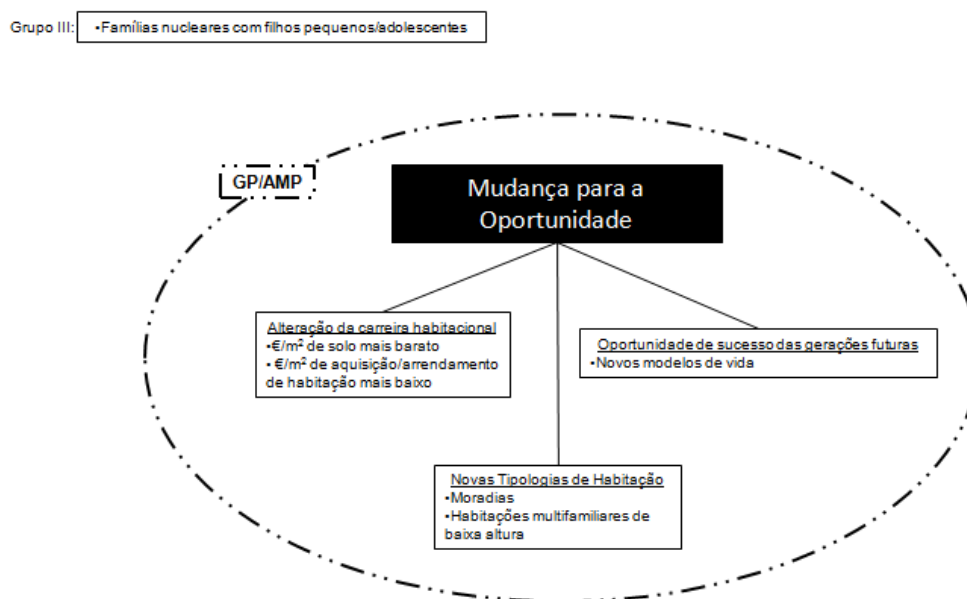 Grupo III: •Famílias nucleares com filhos pequenos/adolescentes
GP/AMP
Mudança para a
Oportunidade
Alteração da carreira habitacional
•€/m² de solo mais barato
• €/m² de aquisição/arrendamento
de habitação mais baixo
Oportunidade de sucesso das gerações futuras
•Novos modelos de vida
Novas Tipologias de Habitação
•Moradias
•Habitações multifamiliares de
baixa altura